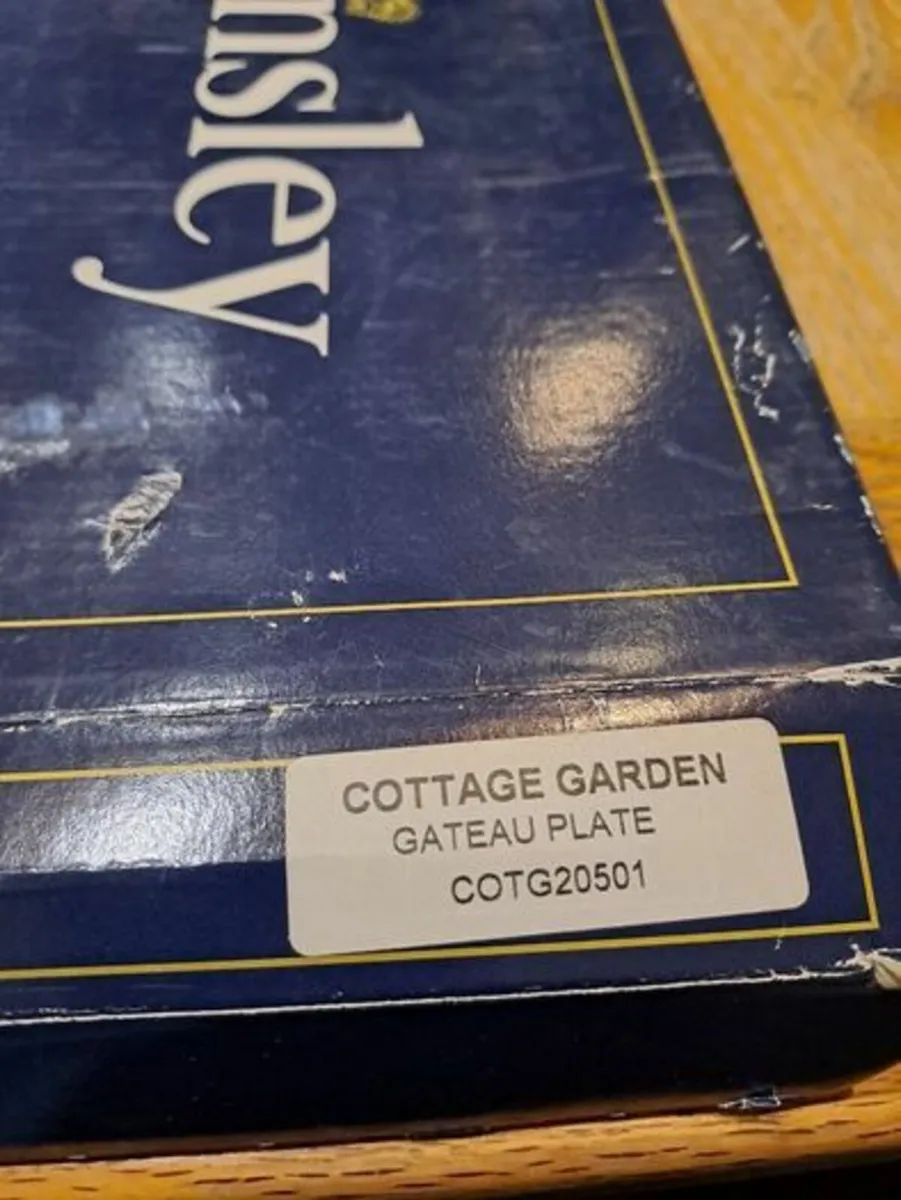 nsley
COTTAGE GARDEN
GATEAU PLATE
COTG20501